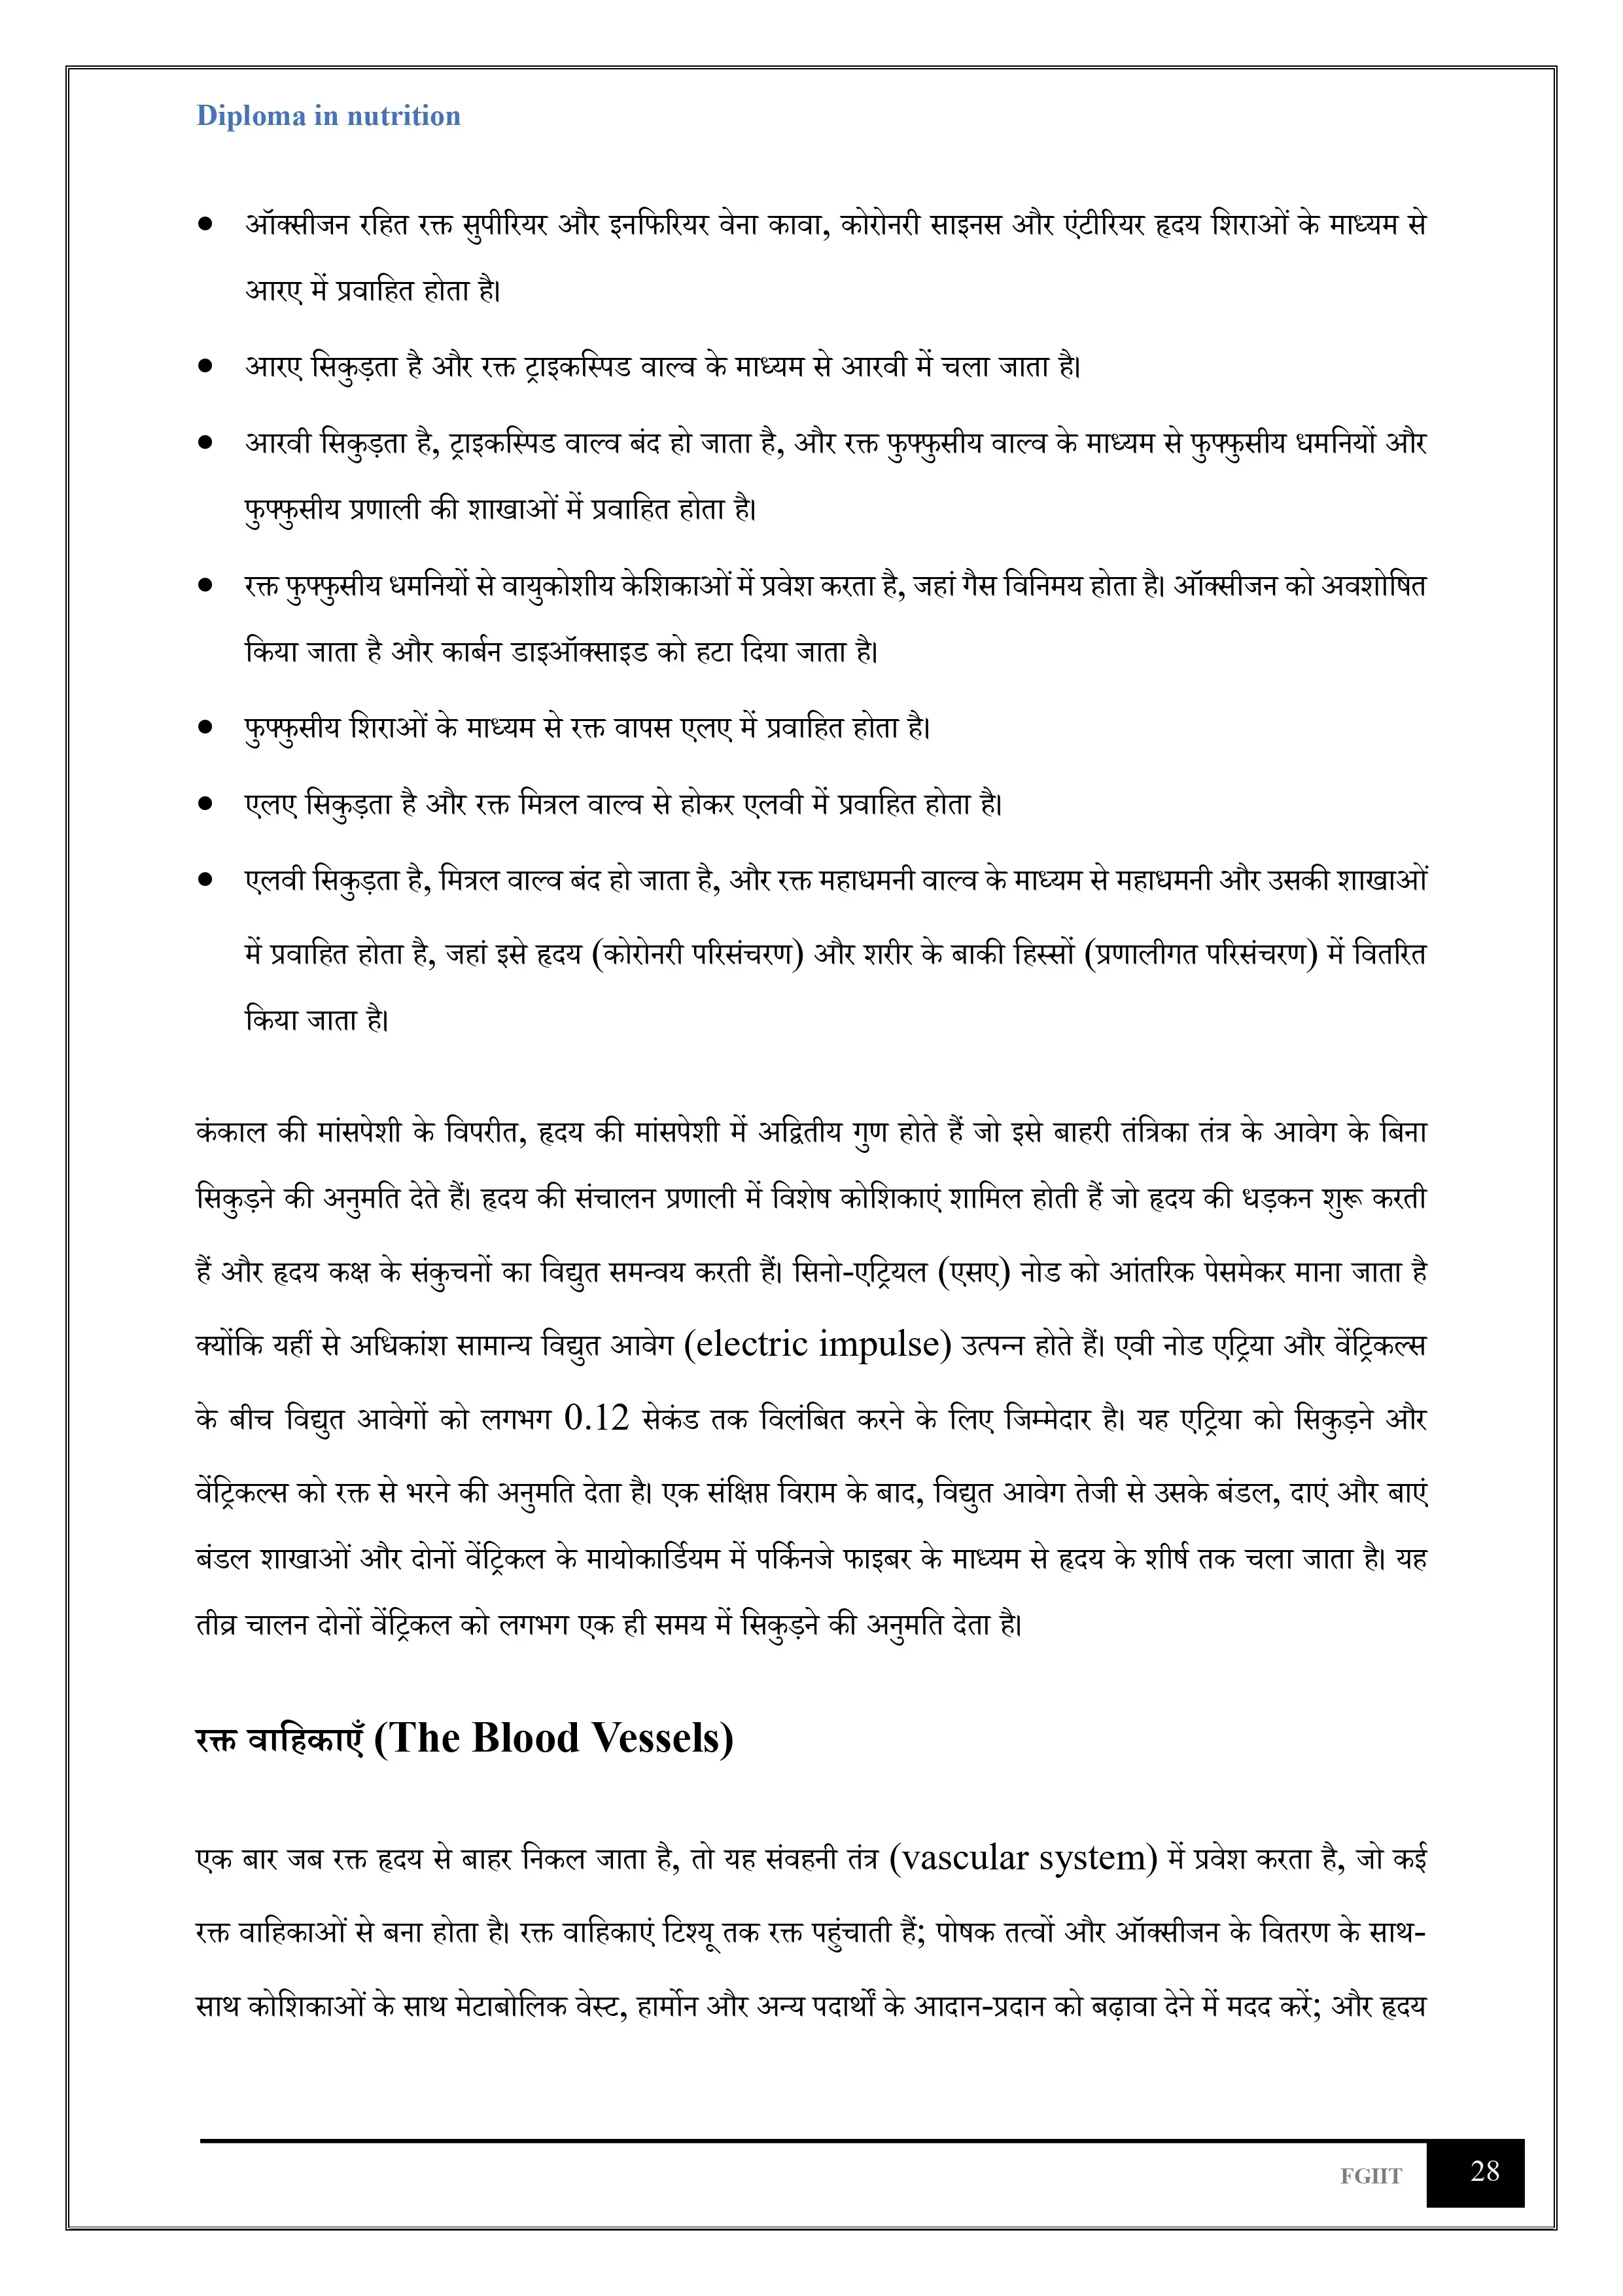 Diploma in nutrition
• ऑक्सीजन रहित रक्त सुपीरियर और इनफिरियर वेना कावा, कोरोनरी साइनस और एंटीरियर हृदय शिराओं के माध्यम से
आरए में प्रवाहित होता है।
• आरए सिकुड़ता है और रक्त ट्राइकस्पिड वाल्व के माध्यम से आरवी में चला जाता है।
• आरवी सिकुड़ता है, ट्राइकस्पिड वाल्व बंद हो जाता है, और रक्त फुफ्फुसीय वाल्व के माध्यम से फुफ्फुसीय धमनियों और
फुफ्फुसीय प्रणाली की शाखाओं में प्रवाहित होता है।
• रक्त फुफ्फुसीय धमनियों से वायुकोशीय केशिकाओं में प्रवेश करता है, जहां गैस विनिमय होता है। ऑक्सीजन को अवशोषित
किया जाता है और कार्बन डाइऑक्साइड को हटा दिया जाता है।
• फुफ्फुसीय शिराओं के माध्यम से रक्त वापस एलए में प्रवाहित होता है।
• एलए सिकुड़ता है और रक्त मित्रल वाल्व से होकर एलवी में प्रवाहित होता है।
• एलवी सिकुड़ता है, मित्रल वाल्व बंद हो जाता है, और रक्त महाधमनी वाल्व के माध्यम से महाधमनी और उसकी शाखाओं
में प्रवाहित होता है, जहां इसे हृदय (कोरोनरी परिसंचरण) और शरीर के बाकी हिस्सों (प्रणालीगत परिसंचरण) में वितरित
किया जाता है।
कंकाल की मांसपेशी के विपरीत, हृदय की मांसपेशी में अद्वितीय गुण होते हैं जो इसे बाहरी तंत्रिका तंत्र के आवेग के बिना
सिकुड़ने की अनुमति देते हैं। हृदय की संचालन प्रणाली में विशेष कोशिकाएं शामिल होती हैं जो हृदय की धड़कन शुरू करती
हैं और हृदय कक्ष के संकुचनों का विद्युत समन्वय करती हैं। सिनो-एट्रियल (एसए) नोड को आंतरिक पेसमेकर माना जाता है
क्योंकि यहीं से अधिकांश सामान्य विद्युत आवेग (electric impulse) उत्पन्न होते हैं। एवी नोड एट्रिया और वेंट्रिकल्स
के बीच विद्युत आवेगों को लगभग 0.12 सेकंड तक विलंबित करने के लिए जिम्मेदार है। यह एट्रिया को सिकुड़ने और
वेंट्रिकल्स को रक्त से भरने की अनुमति देता है। एक संक्षिप्त विराम के बाद, विद्युत आवेग तेजी से उसके बंडल, दाएं और बाएं
बंडल शाखाओं और दोनों वेंट्रिकल के मायोकार्डियम में पर्किनजे फाइबर के माध्यम से हृदय के शीर्ष तक चला जाता है। यह
तीव्र चालन दोनों वेंट्रिकल को लगभग एक ही समय में सिकुड़ने की अनुमति देता है।
रक्त वाहिकाएँ (The Blood Vessels)
एक बार जब रक्त हृदय से बाहर निकल जाता है, तो यह संवहनी तंत्र (vascular system) में प्रवेश करता है, जो कई
रक्त वाहिकाओं से बना होता है। रक्त वाहिकाएं टिश्यू तक रक्त पहुंचाती हैं; पोषक तत्वों और ऑक्सीजन के वितरण के साथ-
साथ कोशिकाओं के साथ मेटाबोलिक वेस्ट, हार्मोन और अन्य पदार्थों के आदान-प्रदान को बढ़ावा देने में मदद करें; और हृदय
FGIIT 28